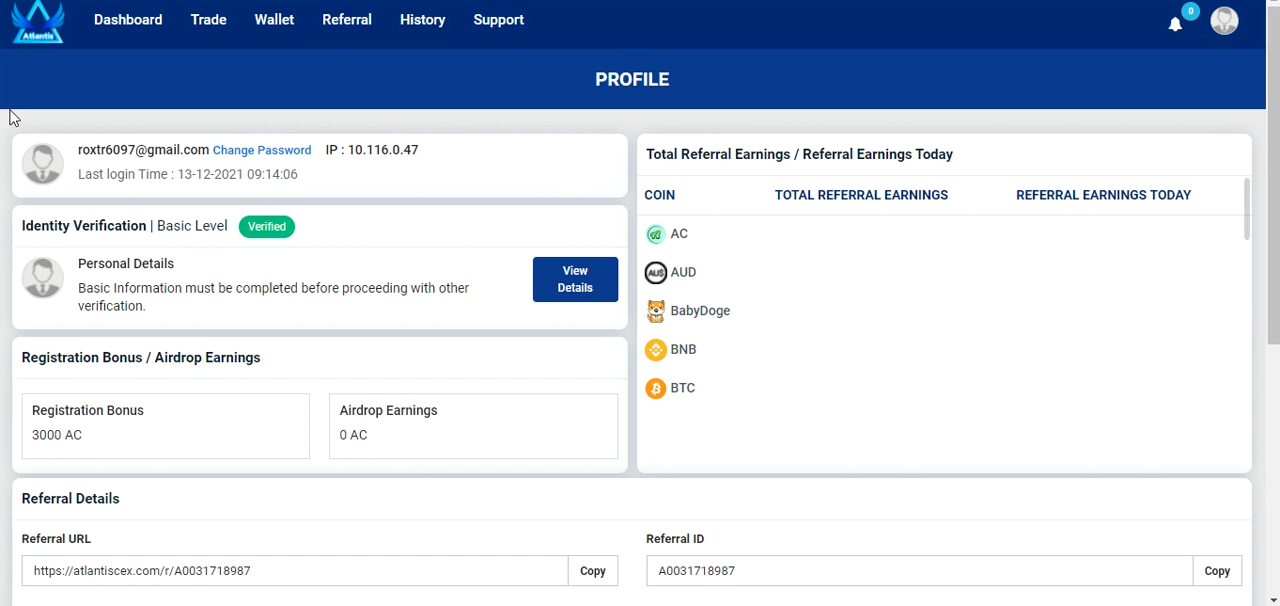 Atlantis
Dashboard Trade Wallet Referral History Support 0
PROFILE
roxtr6097@gmail.com Change Password IP : 10.116.0.47
Last login Time : 13-12-2021 09:14:06
Identity Verification | Basic Level Verified
Personal Details
Basic Information must be completed before proceeding with other
verification.
View
Details
Registration Bonus / Airdrop Earnings
Registration Bonus
3000 AC
Airdrop Earnings
0 AC
Total Referral Earnings / Referral Earnings Today
COIN TOTAL REFERRAL EARNINGS REFERRAL EARNINGS TODAY
AC
AU$ AUD
BabyDoge
BNB
BTC
Referral Details
Referral URL
https://atlantiscex.com/r/A0031718987 Copy
Referral ID
A0031718987 Copy